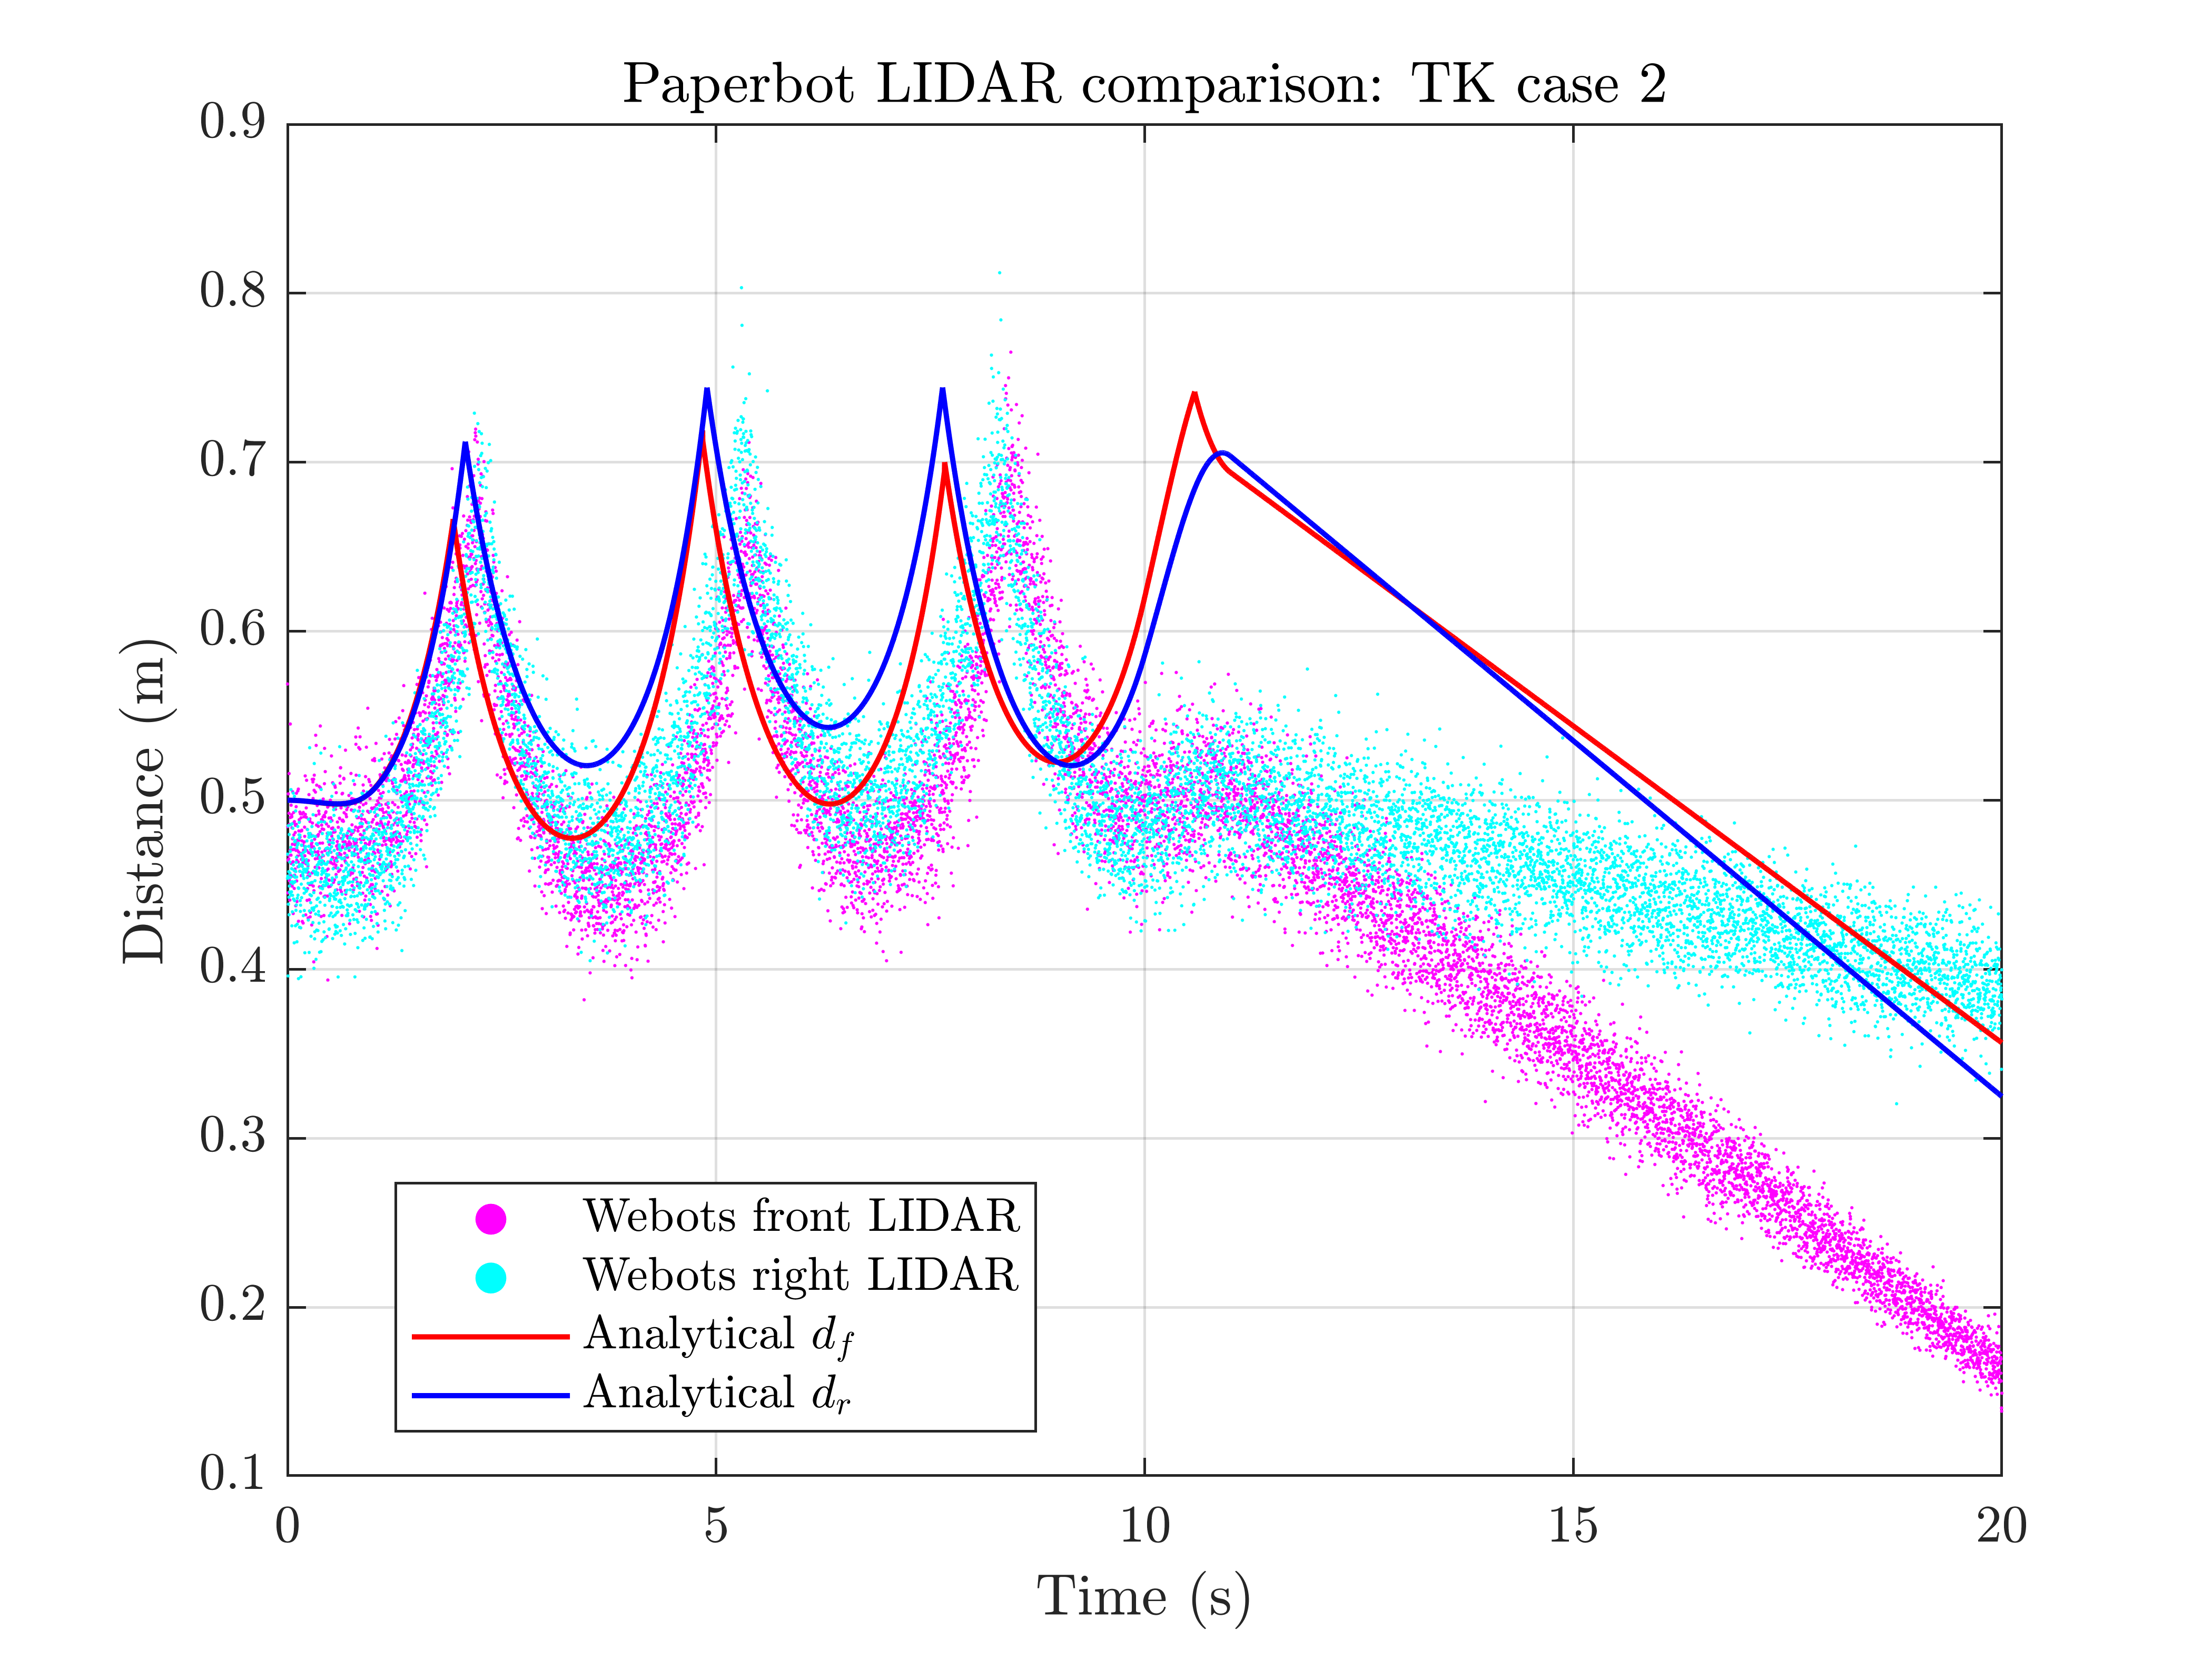 Paperbot LIDAR comparison: TK case 2
0.9
0.8
0.7
0.6
0.5
0.4
0.3
0.2
0.1
Distance (m)
Webots front LIDAR
Webots right LIDAR
Analytical d_f
Analytical d_r
0 5 10 15 20
Time (s)